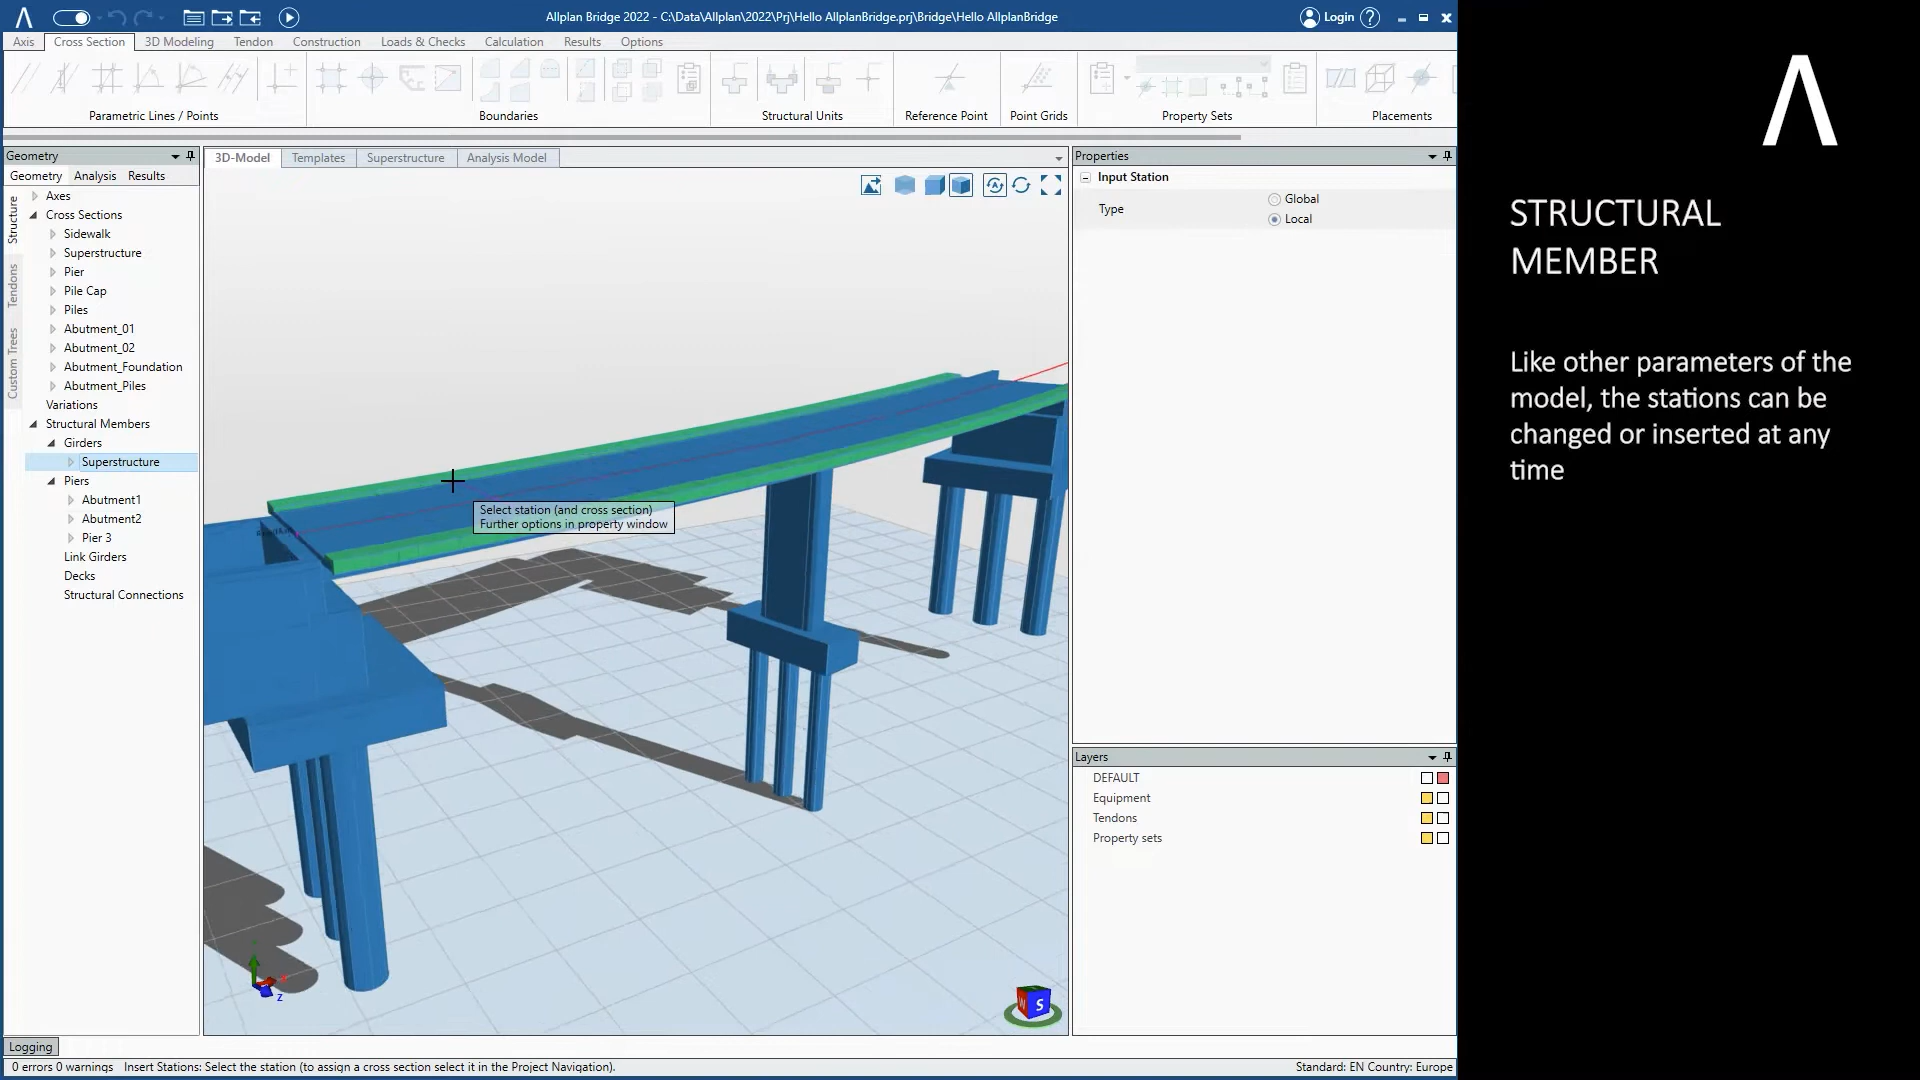 Allplan Bridge 2022 - C:\Data\Allplan\2022\Prj\Hello AllplanBridge.prj\Bridge\Hello AllplanBridge
Login
Axis Cross Section 3D Modeling Tendon Construction Loads & Checks Calculation Results Options
Parametric Lines / Points Boundaries Structural Units Reference Point Point Grids Property Sets Placements
Geometry
Geometry Analysis Results
Structure
Tendons
Custom Trees
Axes
Cross Sections
Sidewalk
Superstructure
Pier
Pile Cap
Piles
Abutment_01
Abutment_02
Abutment_Foundation
Abutment_Piles
Variations
Structural Members
Girders
Superstructure
Piers
Abutment1
Abutment2
Pier 3
Link Girders
Decks
Structural Connections
3D-Model Templates Superstructure Analysis Model
Select station (and cross section)
Further options in property window
Z
S
Properties
Input Station
Type
Global
Local
Layers
DEFAULT
Equipment
Tendons
Property sets
Logging
0 errors 0 warnings Insert Stations: Select the station (to assign a cross section select it in the Project Navigation).
Standard: EN Country: Europe
STRUCTURAL
MEMBER
Like other parameters of the
model, the stations can be
changed or inserted at any
time